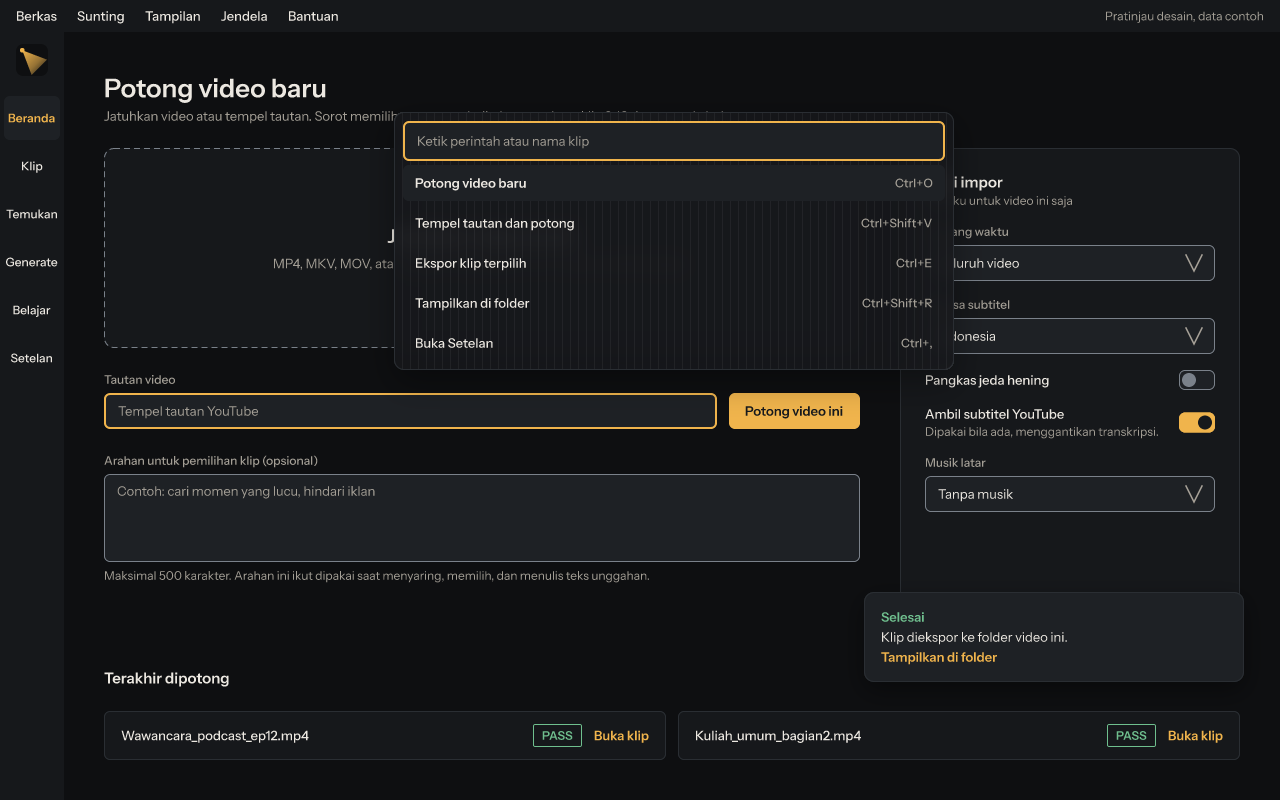 Berkas Sunting Tampilan Jendela Bantuan
Pratinjau desain, data contoh
Beranda
Klip
Temukan
Generate
Belajar
Setelan
Potong video baru
Jatuhkan video atau tempel tautan. Sorot memilih
MP4, MKV, MOV, ata
Ketik perintah atau nama klip
Potong video baru Ctrl+O
Tempel tautan dan potong Ctrl+Shift+V
Ekspor klip terpilih Ctrl+E
Tampilkan di folder Ctrl+Shift+R
Buka Setelan Ctrl+,
i impor
ku untuk video ini saja
ang waktu
luruh video
sa subtitel
donesia
Pangkas jeda hening
Ambil subtitel YouTube
Dipakai bila ada, menggantikan transkripsi.
Musik latar
Tanpa musik
Tautan video
Tempel tautan YouTube
Potong video ini
Arahan untuk pemilihan klip (opsional)
Contoh: cari momen yang lucu, hindari iklan
Maksimal 500 karakter. Arahan ini ikut dipakai saat menyaring, memilih, dan menulis teks unggahan.
Selesai
Klip diekspor ke folder video ini.
Tampilkan di folder
Terakhir dipotong
Wawancara_podcast_ep12.mp4 PASS Buka klip
Kuliah_umum_bagian2.mp4 PASS Buka klip